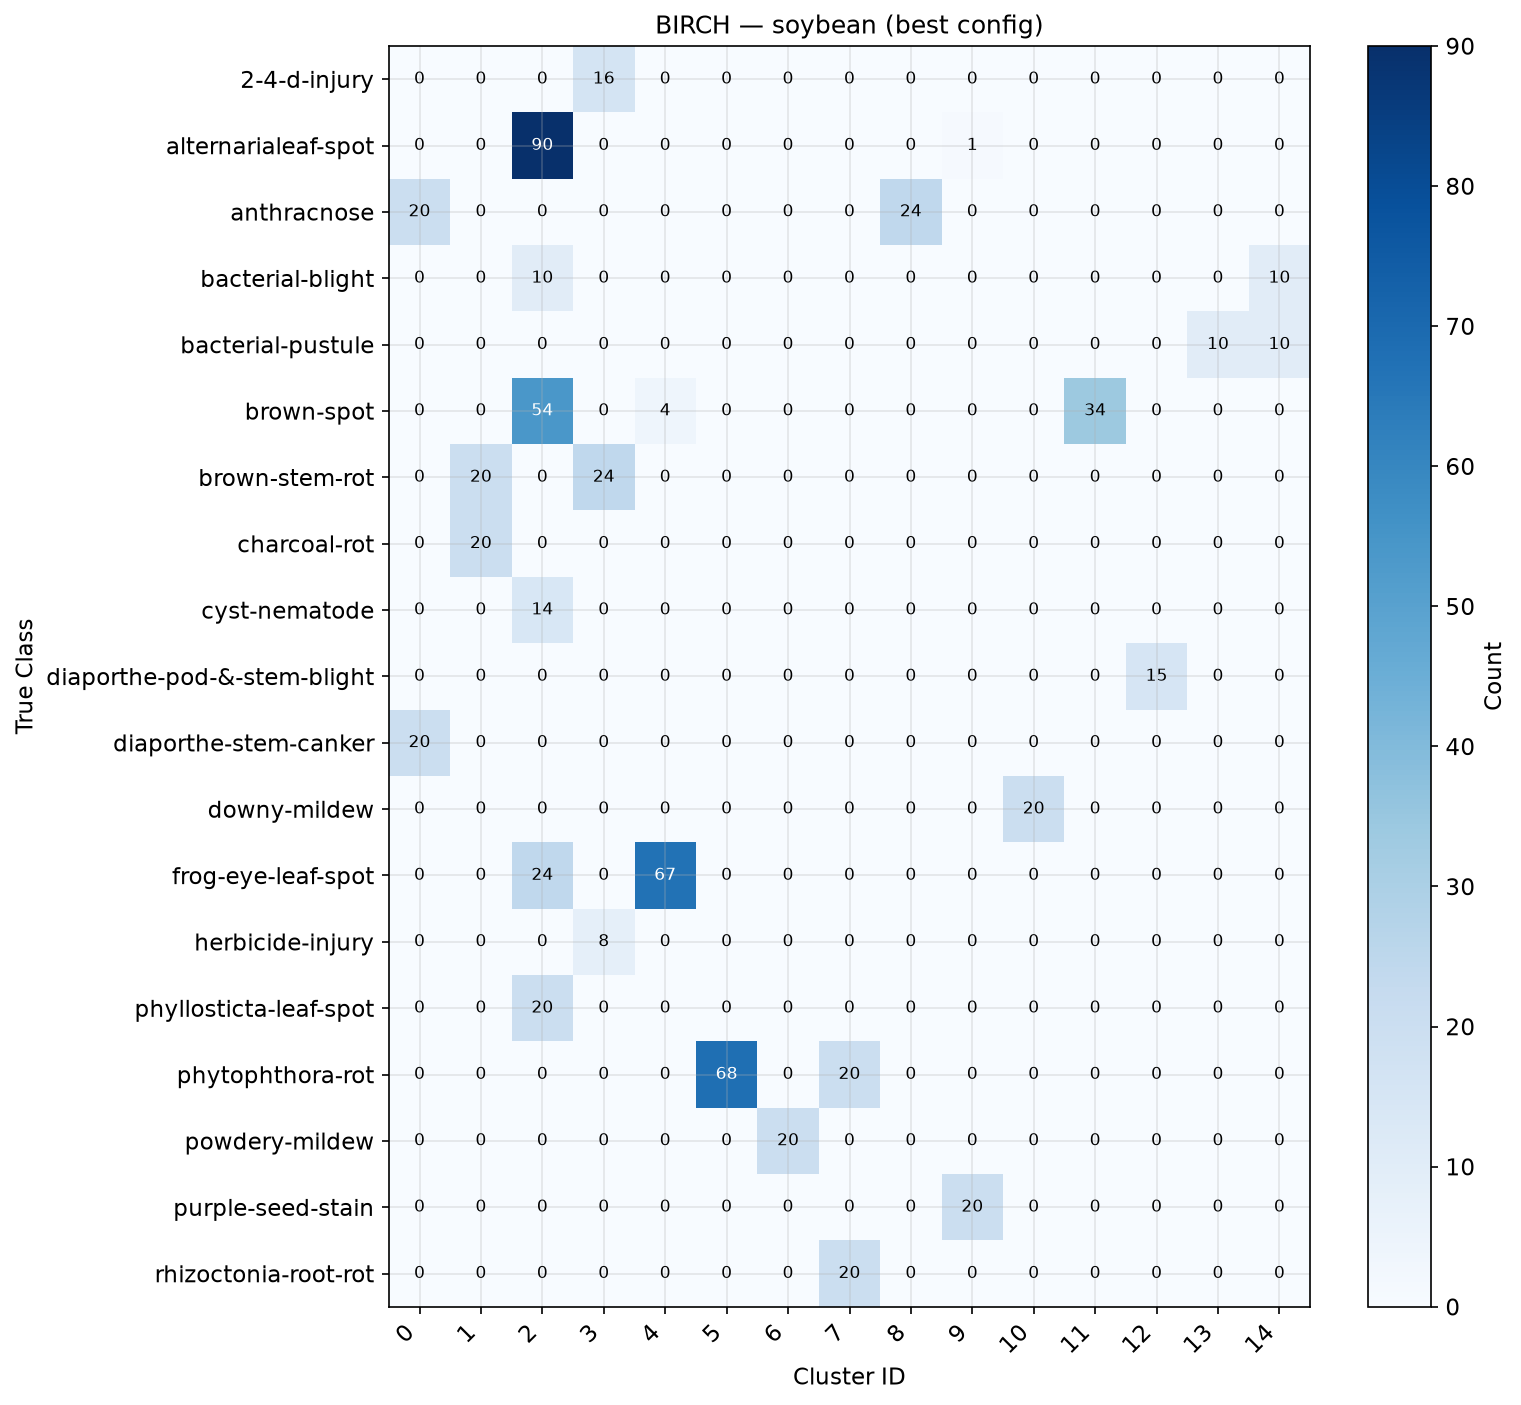 BIRCH — soybean (best config)
True Class
2-4-d-injury 0 0 0 16 0 0 0 0 0 0 0 0 0 0 0
alternarialeaf-spot 0 0 90 0 0 0 0 0 0 1 0 0 0 0 0
anthracnose 20 0 0 0 0 0 0 0 24 0 0 0 0 0 0
bacterial-blight 0 0 10 0 0 0 0 0 0 0 0 0 0 0 10
bacterial-pustule 0 0 0 0 0 0 0 0 0 0 0 0 0 10 10
brown-spot 0 0 54 0 4 0 0 0 0 0 0 34 0 0 0
brown-stem-rot 0 20 0 24 0 0 0 0 0 0 0 0 0 0 0
charcoal-rot 0 20 0 0 0 0 0 0 0 0 0 0 0 0 0
cyst-nematode 0 0 14 0 0 0 0 0 0 0 0 0 0 0 0
diaporthe-pod-&-stem-blight 0 0 0 0 0 0 0 0 0 0 0 0 15 0 0
diaporthe-stem-canker 20 0 0 0 0 0 0 0 0 0 0 0 0 0 0
downy-mildew 0 0 0 0 0 0 0 0 0 0 20 0 0 0 0
frog-eye-leaf-spot 0 0 24 0 67 0 0 0 0 0 0 0 0 0 0
herbicide-injury 0 0 0 8 0 0 0 0 0 0 0 0 0 0 0
phyllosticta-leaf-spot 0 0 20 0 0 0 0 0 0 0 0 0 0 0 0
phytophthora-rot 0 0 0 0 0 68 0 20 0 0 0 0 0 0 0
powdery-mildew 0 0 0 0 0 0 20 0 0 0 0 0 0 0 0
purple-seed-stain 0 0 0 0 0 0 0 0 0 20 0 0 0 0 0
rhizoctonia-root-rot 0 0 0 0 0 0 0 20 0 0 0 0 0 0 0
0 1 2 3 4 5 6 7 8 9 10 11 12 13 14
Cluster ID
90
80
70
60
50
40
30
20
10
0
Count